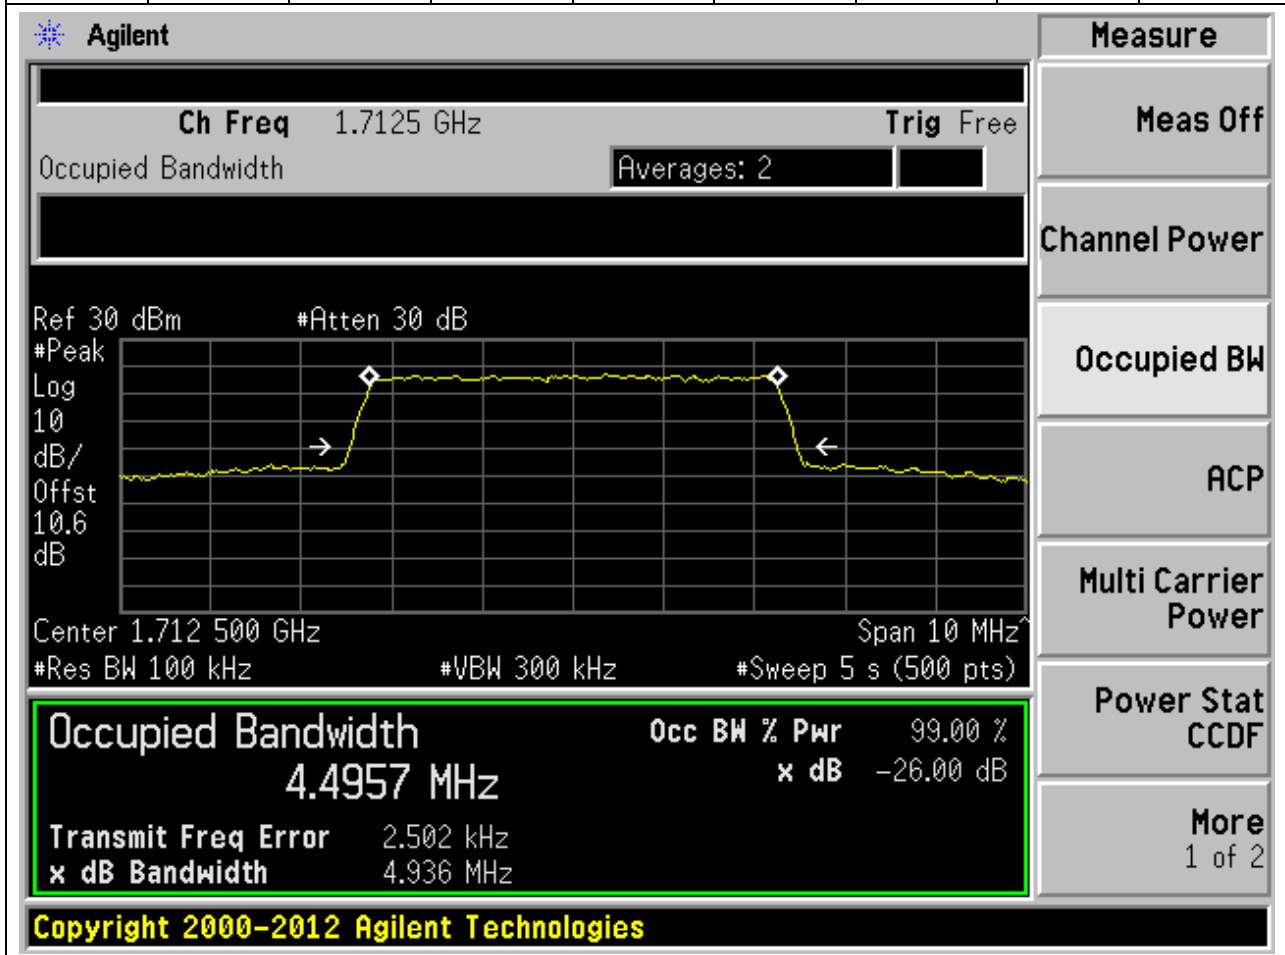 Agilent
Measure
Ch Freq 1.7125 GHz Trig Free
Meas Off
Occupied Bandwidth Averages: 2
Channel Power
Ref 30 dBm #Atten 30 dB
#Peak
Log
10
dB/
Offst
10.6
dB
Occupied BW
ACP
Multi Carrier
Power
Center 1.712 500 GHz Span 10 MHz^
#Res BW 100 kHz #VBW 300 kHz #Sweep 5 s (500 pts)
Power Stat
CCDF
Occupied Bandwidth Occ BW % Pwr 99.00 %
4.4957 MHz x dB -26.00 dB
Transmit Freq Error 2.502 kHz
x dB Bandwidth 4.936 MHz
More
1 of 2
Copyright 2000-2012 Agilent Technologies